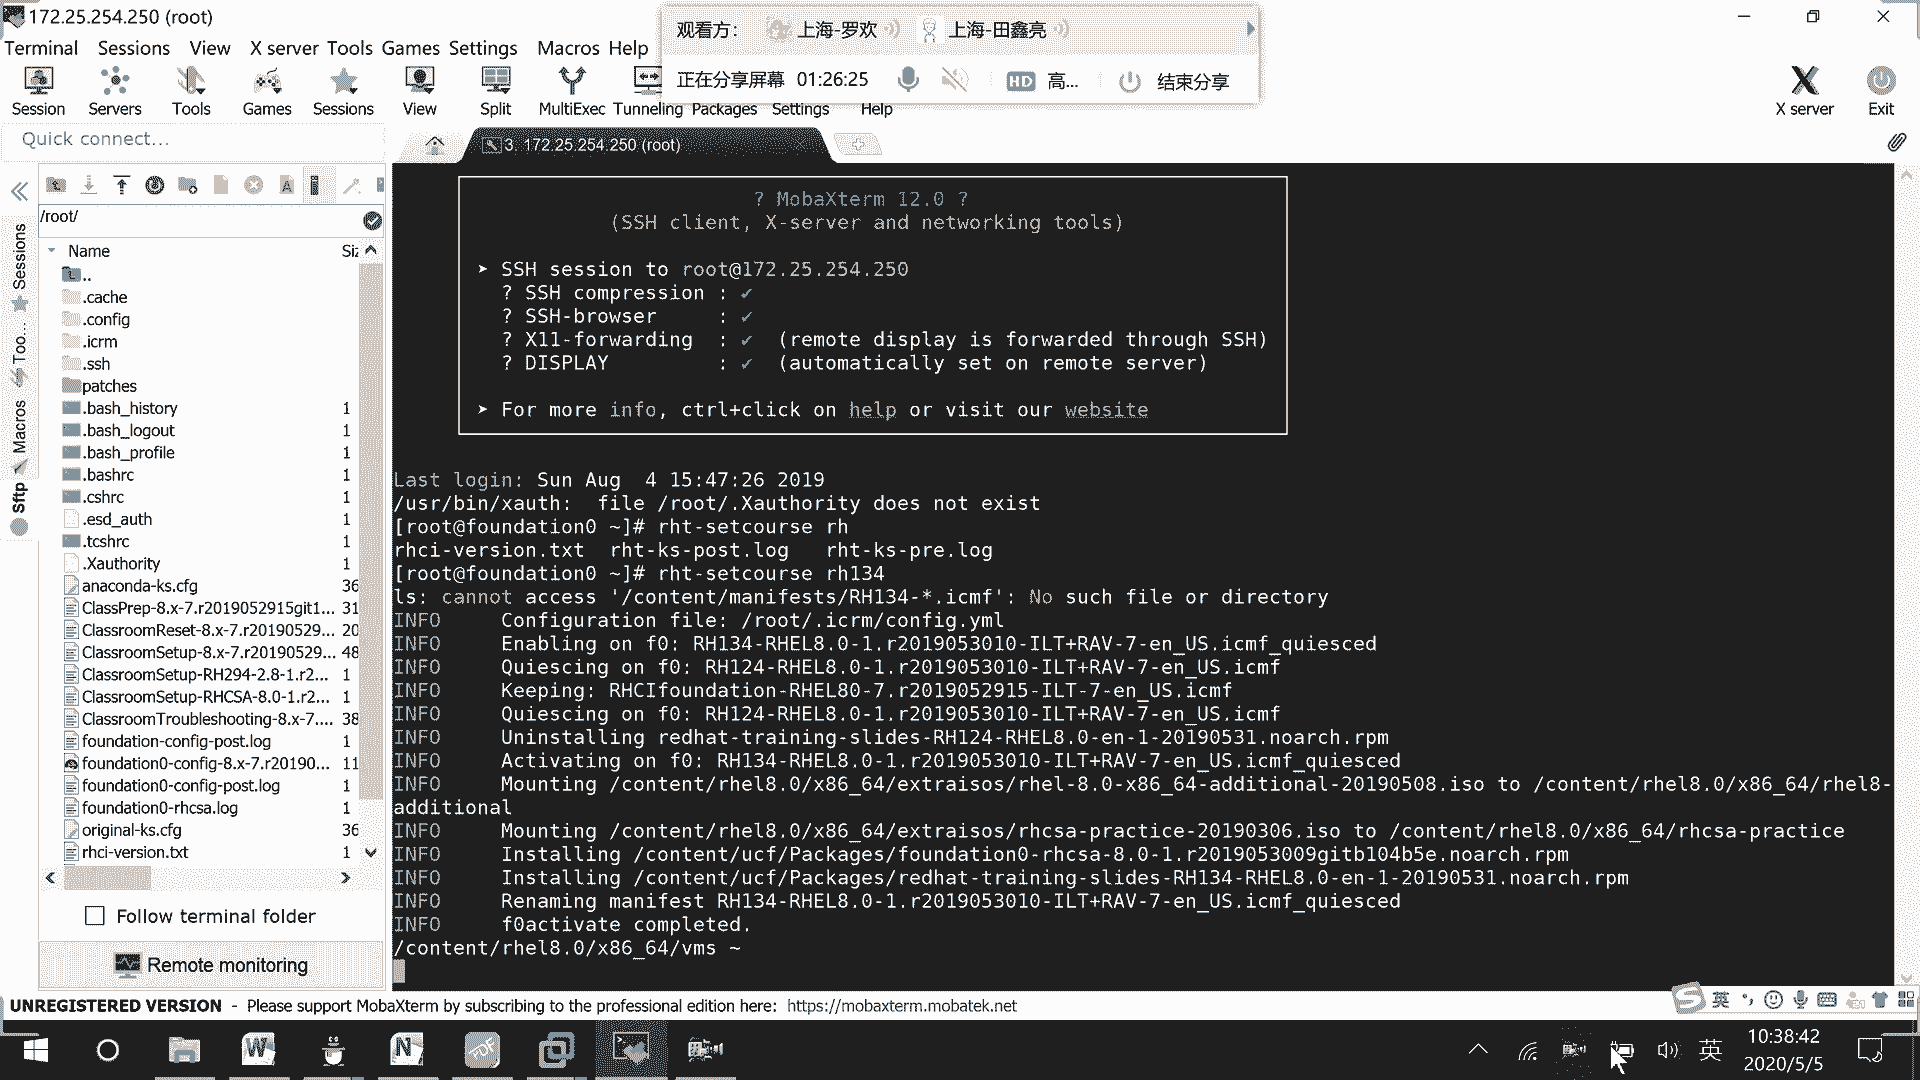 172.25.254.250 (root)
观看方: 上海-罗欢 上海-田鑫亮
Terminal Sessions View X server Tools Games Settings Macros Help
正在分享屏幕 01:26:25 HD 高... 结束分享
Session Servers Tools Games Sessions View Split MultiExec Tunneling Packages Settings Help X server Exit
Quick connect...
3. 172.25.254.250 (root)
/root/
Name
Siz
..
.cache
.config
.icrm
.ssh
patches
.bash_history 1
.bash_logout 1
.bash_profile 1
.bashrc 1
.cshrc 1
.esd_auth 1
.tcshrc 1
.Xauthority 1
anaconda-ks.cfg 36
ClassPrep-8.x-7.r2019052915git1... 31
ClassroomReset-8.x-7.r20190529... 20
ClassroomSetup-8.x-7.r20190529... 48
ClassroomSetup-RH294-2.8-1.r2... 1
ClassroomSetup-RHCSA-8.0-1.r2... 1
ClassroomTroubleshooting-8.x-7.... 38
foundation-config-post.log 1
foundation0-config-8.x-7.r20190... 11
foundation0-config-post.log 1
foundation0-rhcsa.log 1
original-ks.cfg 36
rhci-version.txt 1
Follow terminal folder
Remote monitoring
Sessions
Too...
Macros
Sftp
? MobaXterm 12.0 ?
(SSH client, X-server and networking tools)
➤ SSH session to root@172.25.254.250
? SSH compression : ✔
? SSH-browser : ✔
? X11-forwarding : ✔ (remote display is forwarded through SSH)
? DISPLAY : ✔ (automatically set on remote server)
➤ For more info, ctrl+click on help or visit our website
Last login: Sun Aug  4 15:47:26 2019
/usr/bin/xauth:  file /root/.Xauthority does not exist
[root@foundation0 ~]# rht-setcourse rh
rhci-version.txt  rht-ks-post.log   rht-ks-pre.log
[root@foundation0 ~]# rht-setcourse rh134
ls: cannot access '/content/manifests/RH134-*.icmf': No such file or directory
INFO     Configuration file: /root/.icrm/config.yml
INFO     Enabling on f0: RH134-RHEL8.0-1.r2019053010-ILT+RAV-7-en_US.icmf_quiesced
INFO     Quiescing on f0: RH124-RHEL8.0-1.r2019053010-ILT+RAV-7-en_US.icmf
INFO     Keeping: RHCIfoundation-RHEL80-7.r2019052915-ILT-7-en_US.icmf
INFO     Quiescing on f0: RH124-RHEL8.0-1.r2019053010-ILT+RAV-7-en_US.icmf
INFO     Uninstalling redhat-training-slides-RH124-RHEL8.0-en-1-20190531.noarch.rpm
INFO     Activating on f0: RH134-RHEL8.0-1.r2019053010-ILT+RAV-7-en_US.icmf_quiesced
INFO     Mounting /content/rhel8.0/x86_64/extraisos/rhel-8.0-x86_64-additional-20190508.iso to /content/rhel8.0/x86_64/rhel8-
additional
INFO     Mounting /content/rhel8.0/x86_64/extraisos/rhcsa-practice-20190306.iso to /content/rhel8.0/x86_64/rhcsa-practice
INFO     Installing /content/ucf/Packages/foundation0-rhcsa-8.0-1.r2019053009gitb104b5e.noarch.rpm
INFO     Installing /content/ucf/Packages/redhat-training-slides-RH134-RHEL8.0-en-1-20190531.noarch.rpm
INFO     Renaming manifest RH134-RHEL8.0-1.r2019053010-ILT+RAV-7-en_US.icmf_quiesced
INFO     f0activate completed.
/content/rhel8.0/x86_64/vms ~
UNREGISTERED VERSION - Please support MobaXterm by subscribing to the professional edition here: https://mobaxterm.mobatek.net
英
英
10:38:42
2020/5/5